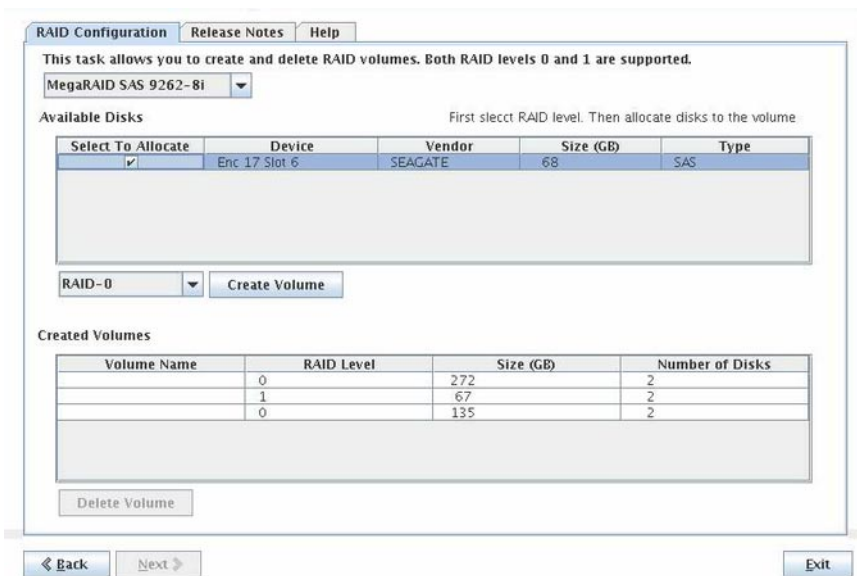 RAID Configuration Release Notes Help
This task allows you to create and delete RAID volumes. Both RAID levels 0 and 1 are supported.
MegaRAID SAS 9262-8i
Available Disks First slecct RAID level. Then allocate disks to the volume
Select To Allocate Device Vendor Size (GB) Type
Enc 17 Slot 6 SEAGATE 68 SAS
RAID-0 Create Volume
Created Volumes
Volume Name RAID Level Size (GB) Number of Disks
0 272 2
1 67 2
0 135 2
Delete Volume
Back Next Exit